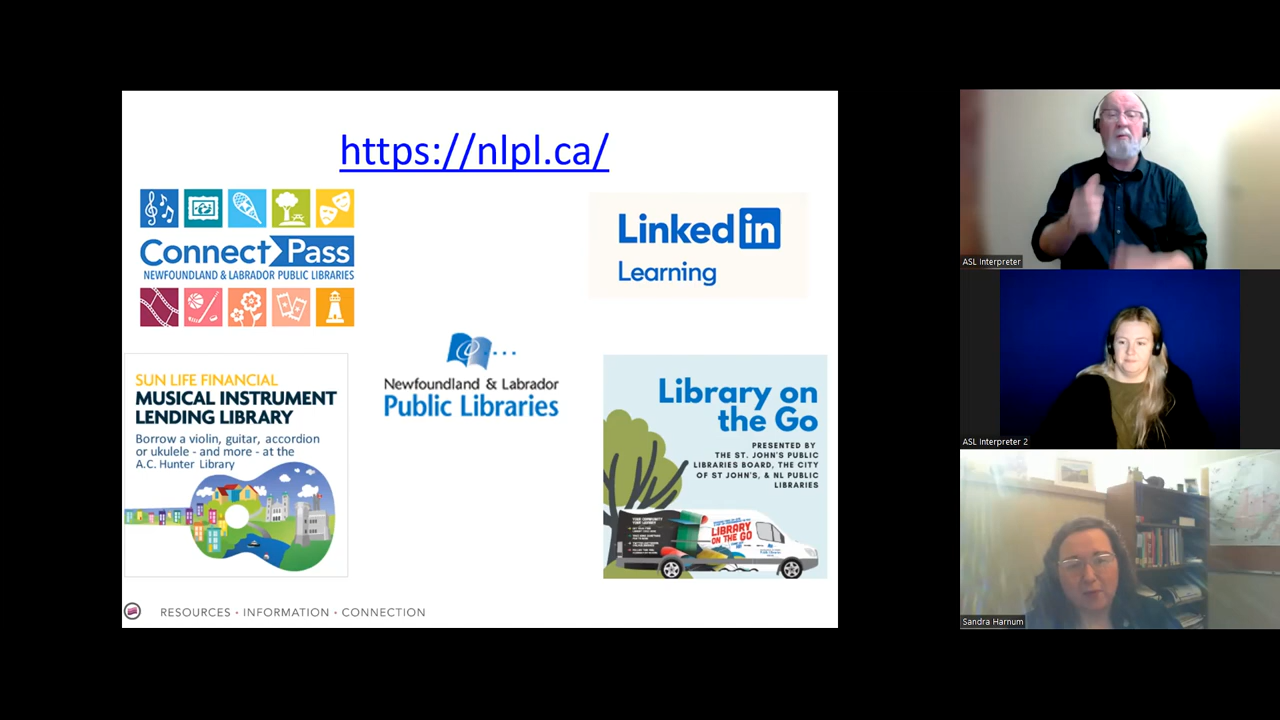 https://nlpl.ca/
Connect Pass
NEWFOUNDLAND & LABRADOR PUBLIC LIBRARIES
Linked in
Learning
SUN LIFE FINANCIAL
MUSICAL INSTRUMENT
LENDING LIBRARY
Borrow a violin, guitar, accordion
or ukulele - and more - at the
A.C. Hunter Library
Newfoundland & Labrador
Public Libraries
Library on
the Go
PRESENTED BY
THE ST. JOHN'S PUBLIC
LIBRARIES BOARD, THE CITY
OF ST JOHN'S, & NL PUBLIC
LIBRARIES
LIBRARY
ON THE GO
RESOURCES • INFORMATION • CONNECTION
ASL Interpreter
ASL Interpreter 2
Sandra Harnum